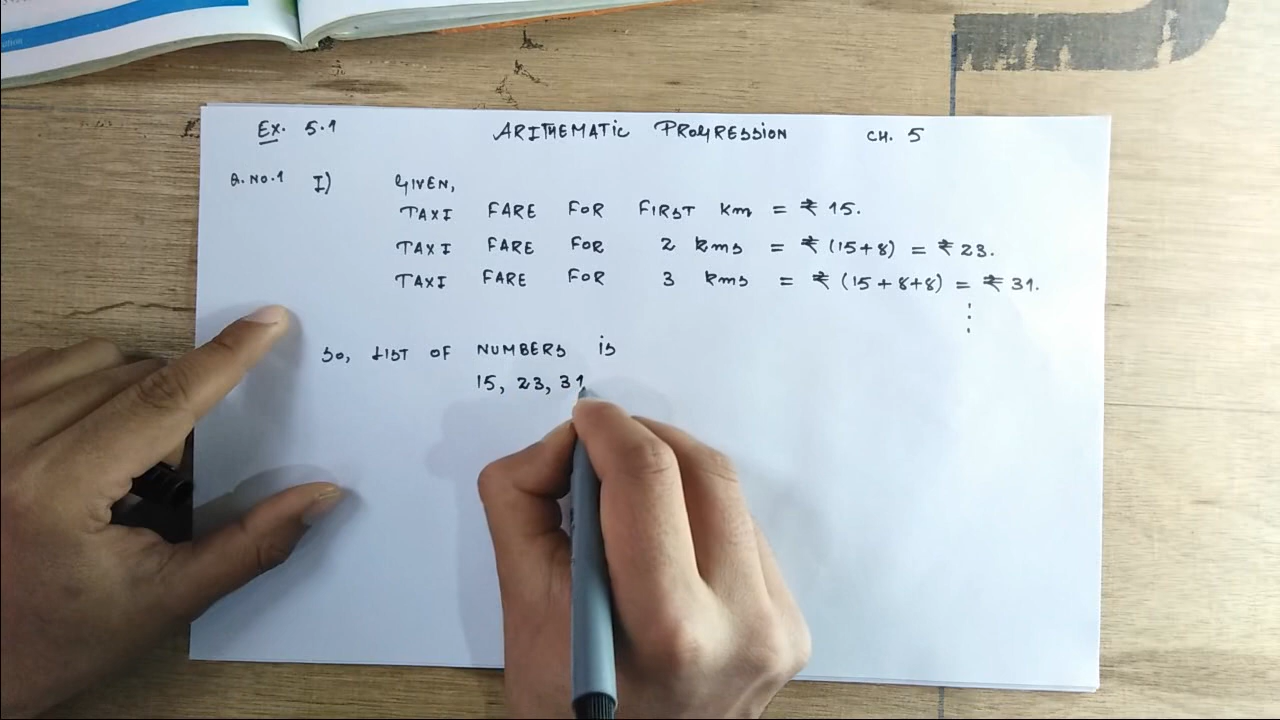 Ex. 5.1 ARITHEMATIC PROGRESSION CH. 5
Q.NO.1 I) GIVEN,
TAXI FARE FOR FIRST km = ₹ 15.
TAXI FARE FOR 2 kms = ₹ (15+8) = ₹ 23.
TAXI FARE FOR 3 kms = ₹ (15+8+8) = ₹ 31.
So, LIST OF NUMBERS is
15, 23, 31